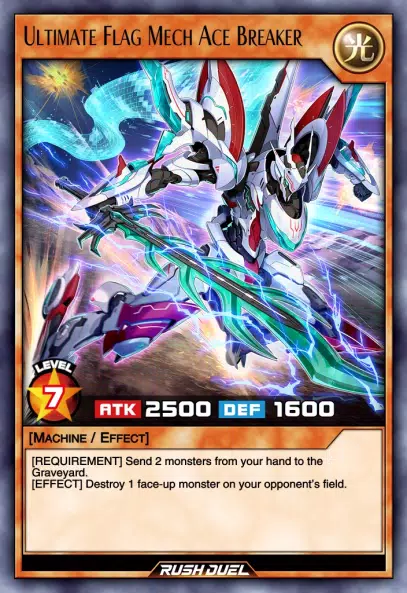 Ultimate Flag Mech Ace Breaker
光
LEVEL
7
ATK 2500 DEF 1600
[Machine / Effect]
[REQUIREMENT] Send 2 monsters from your hand to the
Graveyard.
[EFFECT] Destroy 1 face-up monster on your opponent's field.
RUSH DUEL